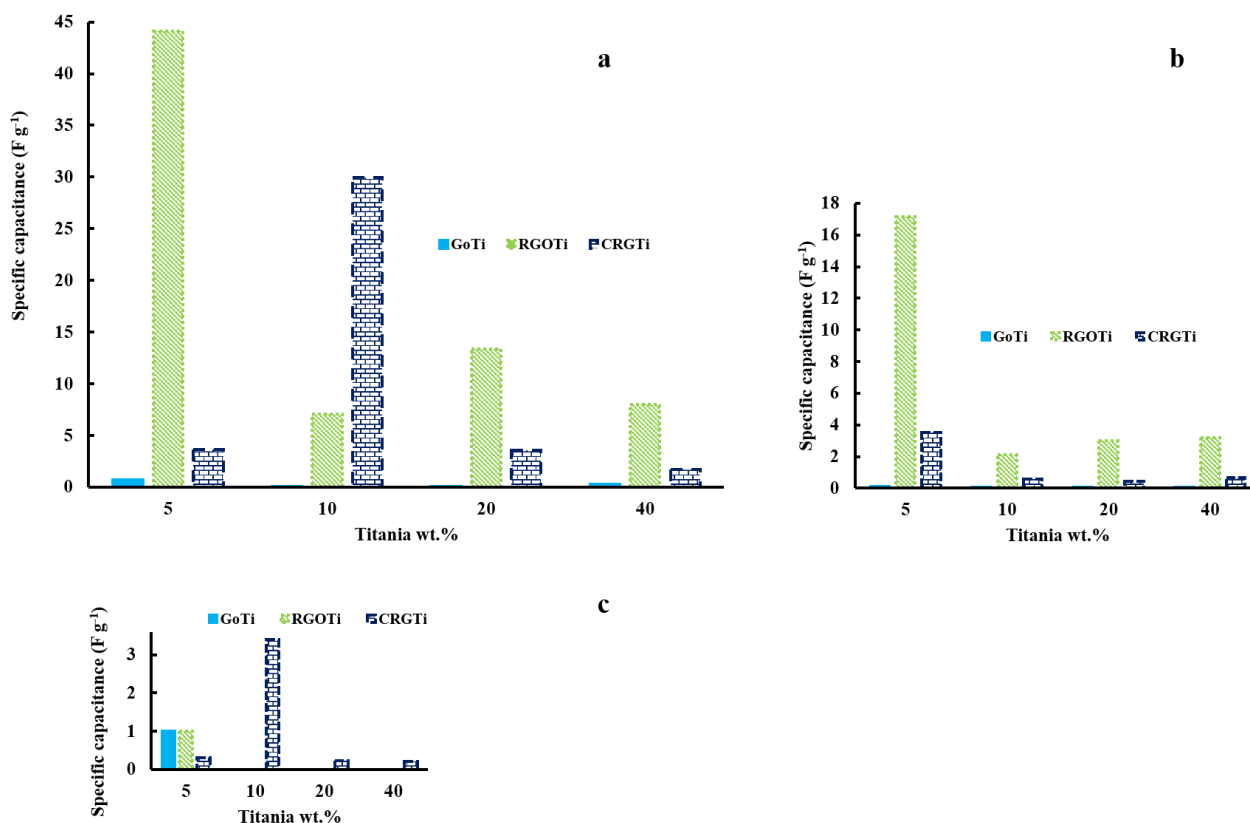 a
Specific capacitance (F g⁻¹)
45
40
35
30
25
20
15
10
5
0
GoTi RGOTi CRGTi
5 10 20 40
Titania wt.%
b
Specific capacitance (F g⁻¹)
18
16
14
12
10
8
6
4
2
0
GoTi RGOTi CRGTi
5 10 20 40
Titania wt.%
c
Specific capacitance (F g⁻¹)
GoTi RGOTi CRGTi
3
2
1
0
5 10 20 40
Titania wt.%